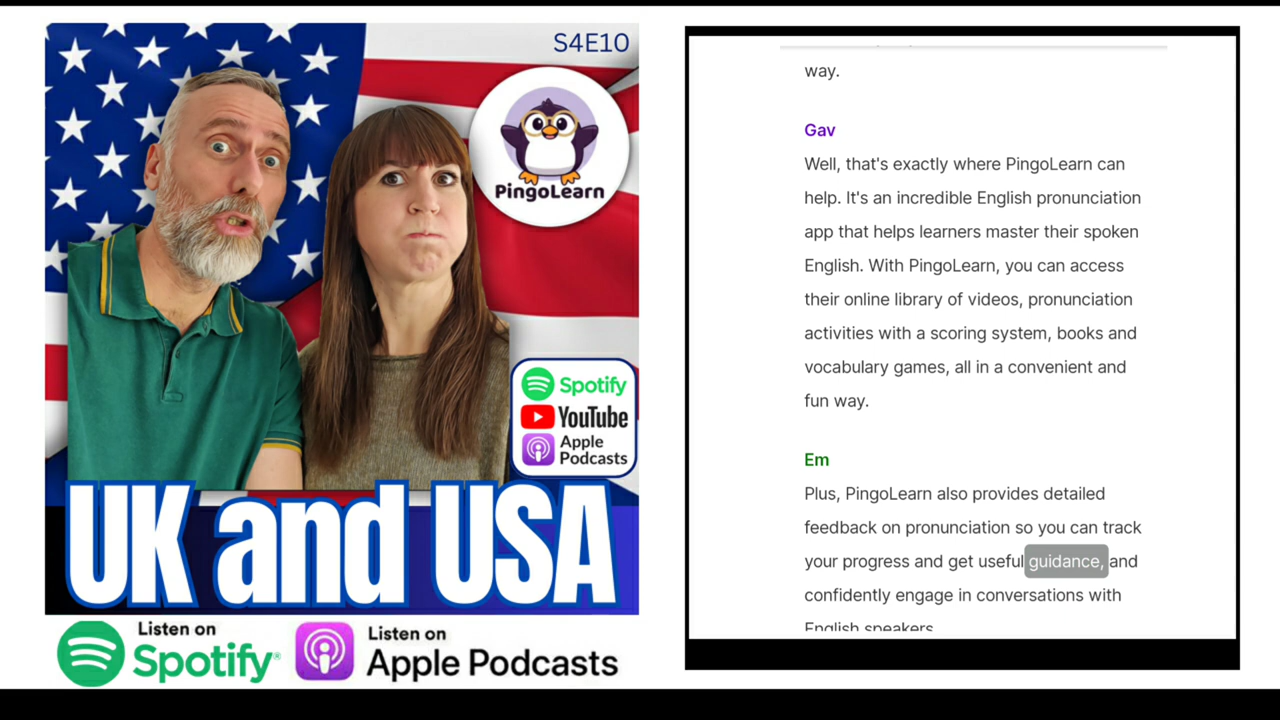 S4E10
PingoLearn
Spotify
YouTube
Apple
Podcasts
UK and USA
Listen on
Spotify®
Listen on
Apple Podcasts
way.
Gav
Well, that's exactly where PingoLearn can
help. It's an incredible English pronunciation
app that helps learners master their spoken
English. With PingoLearn, you can access
their online library of videos, pronunciation
activities with a scoring system, books and
vocabulary games, all in a convenient and
fun way.
Em
Plus, PingoLearn also provides detailed
feedback on pronunciation so you can track
your progress and get useful guidance, and
confidently engage in conversations with
English speakers